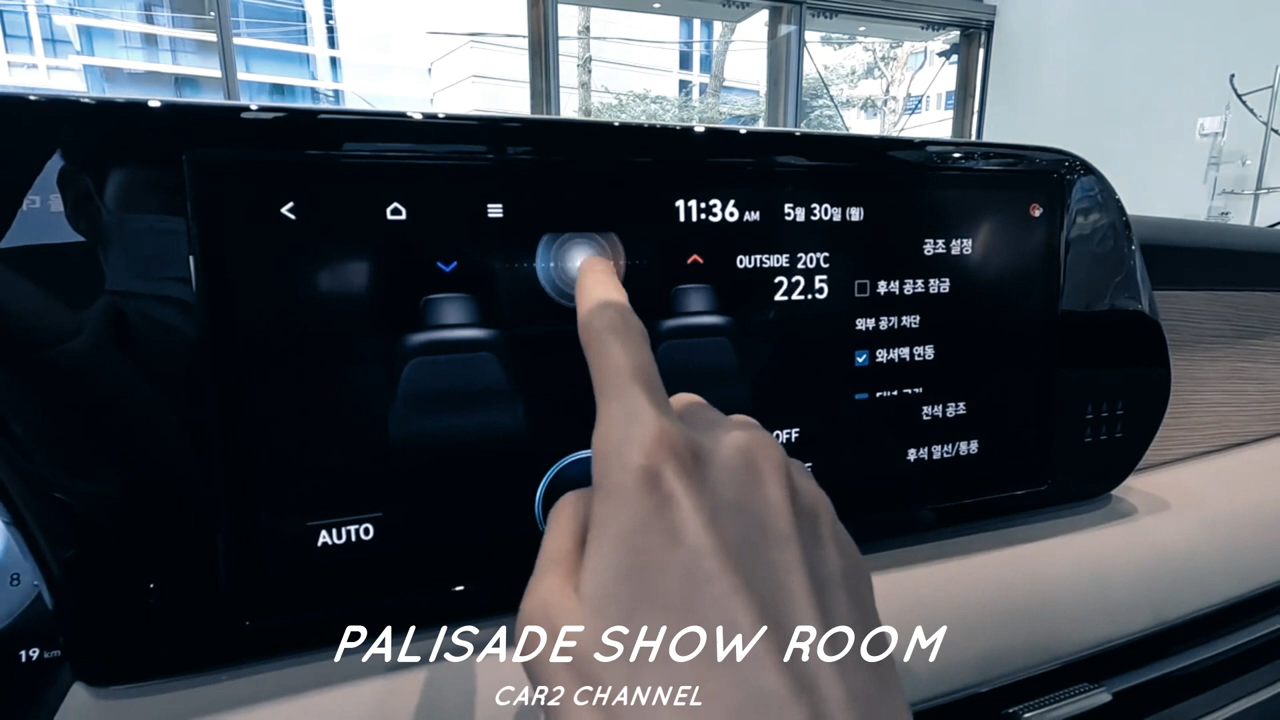 11:36 AM 5월 30일 (월)
공조 설정
OUTSIDE 20℃
22.5
후석 공조 잠금
외부 공기 차단
와셔액 연동
전석 공조
OFF
후석 열선/통풍
AUTO
8
19 km
PALISADE SHOW ROOM
CAR2 CHANNEL